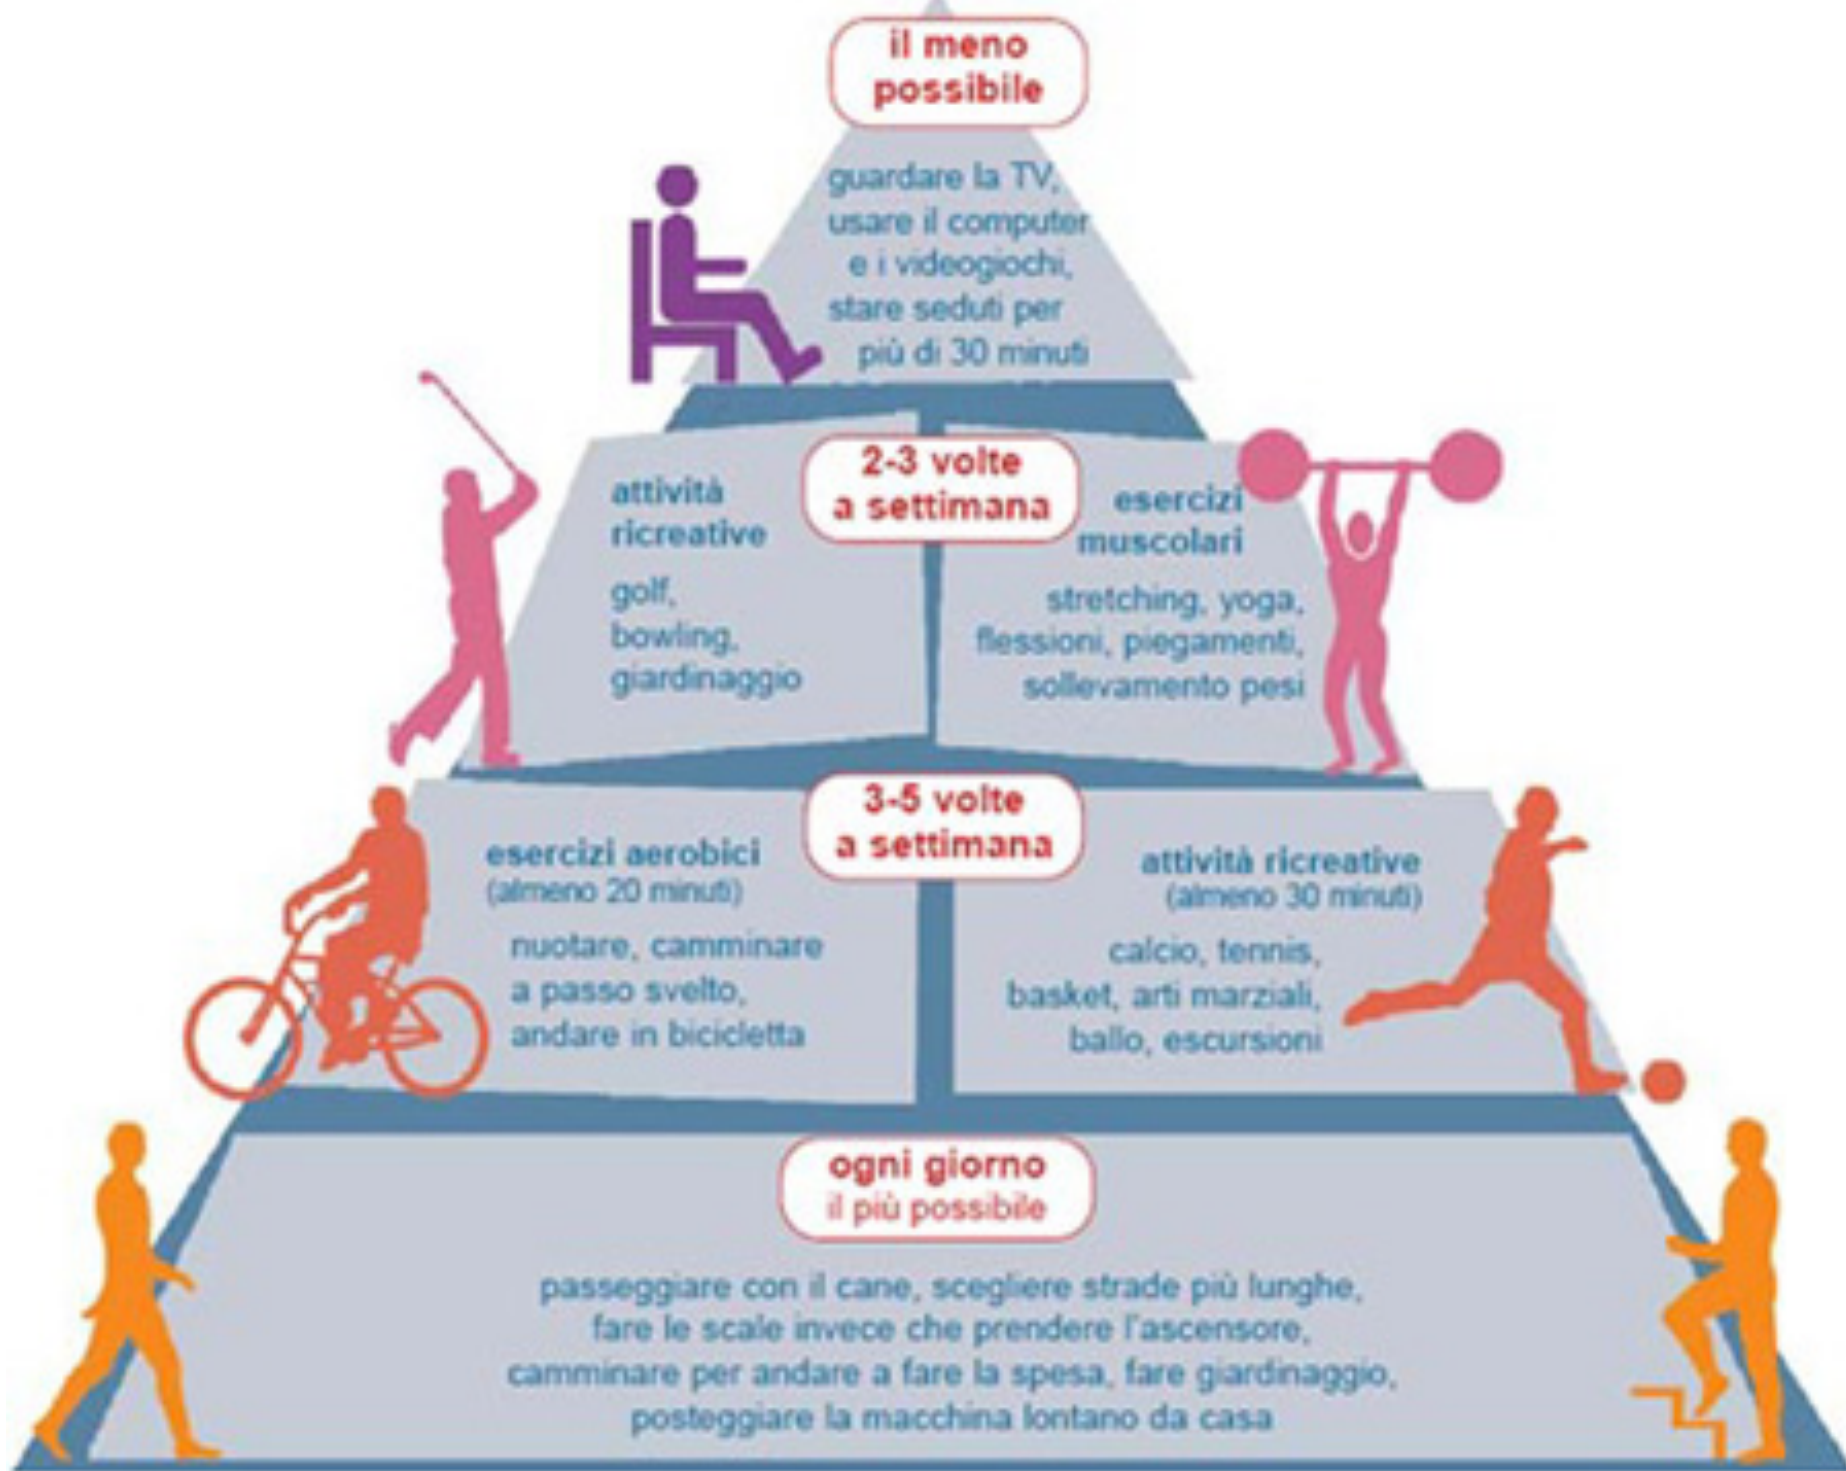 il meno
possibile
guardare la TV,
usare il computer
e i videogiochi,
stare seduti per
più di 30 minuti
2-3 volte
a settimana
attività
ricreative
golf,
bowling,
giardinaggio
esercizi
muscolari
stretching, yoga,
flessioni, piegamenti,
sollevamento pesi
3-5 volte
a settimana
esercizi aerobici
(almeno 20 minuti)
nuotare, camminare
a passo svelto,
andare in bicicletta
attività ricreative
(almeno 30 minuti)
calcio, tennis,
basket, arti marziali,
ballo, escursioni
ogni giorno
il più possibile
passeggiare con il cane, scegliere strade più lunghe,
fare le scale invece che prendere l'ascensore,
camminare per andare a fare la spesa, fare giardinaggio,
posteggiare la macchina lontano da casa